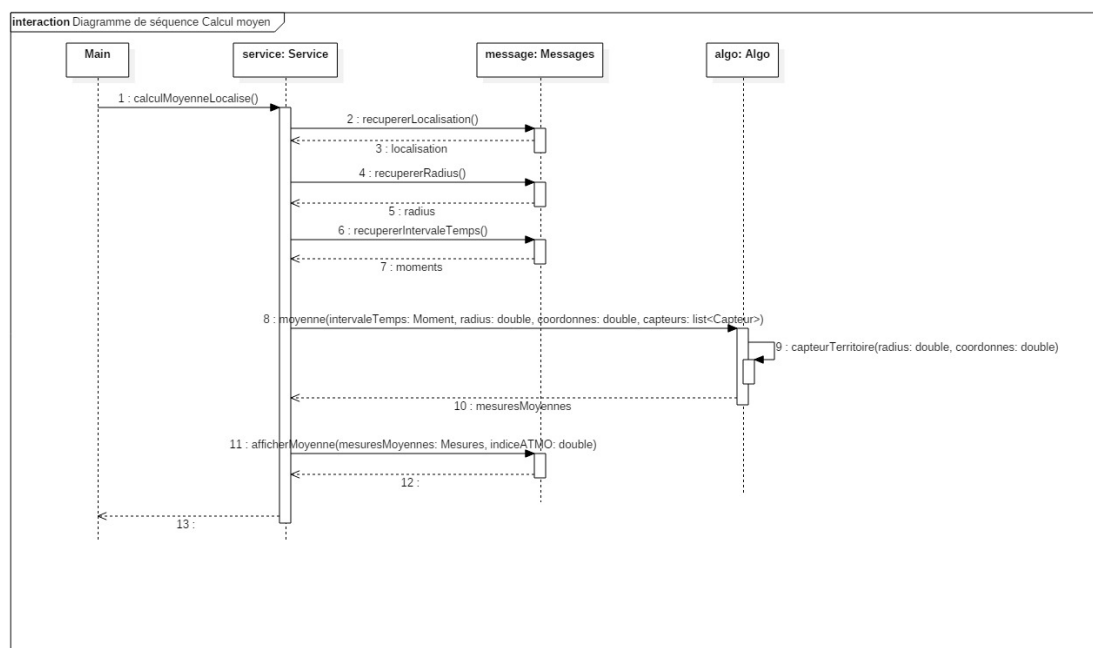 interaction Diagramme de séquence Calcul moyen
Main
service: Service
message: Messages
algo: Algo
1 : calculMoyenneLocalise()
2 : recupererLocalisation()
3 : localisation
4 : recupererRadius()
5 : radius
6 : recupererIntervaleTemps()
7 : moments
8 : moyenne(intervaleTemps: Moment, radius: double, coordonnes: double, capteurs: list<Capteur>)
9 : capteurTerritoire(radius: double, coordonnes: double)
10 : mesuresMoyennes
11 : afficherMoyenne(mesuresMoyennes: Mesures, indiceATMO: double)
12 :
13 :